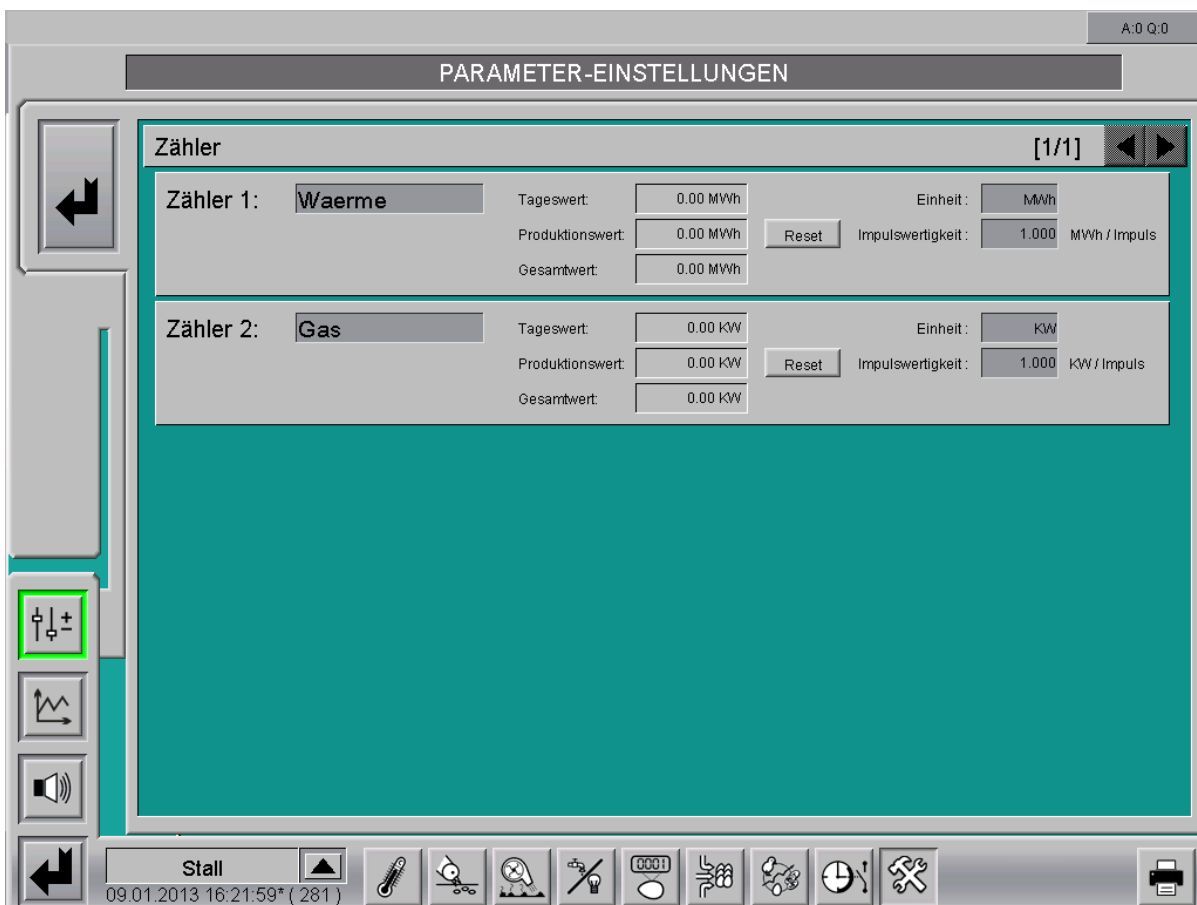 A:0 Q:0
PARAMETER-EINSTELLUNGEN
Zähler [1/1]
Zähler 1: Waerme Tageswert: 0.00 MWh Einheit: MWh
Produktionswert: 0.00 MWh Reset Impulswertigkeit: 1.000 MWh / Impuls
Gesamtwert: 0.00 MWh
Zähler 2: Gas Tageswert: 0.00 KW Einheit: KW
Produktionswert: 0.00 KW Reset Impulswertigkeit: 1.000 KW / Impuls
Gesamtwert: 0.00 KW
0001
Stall
09.01.2013 16:21:59* ( 281 )